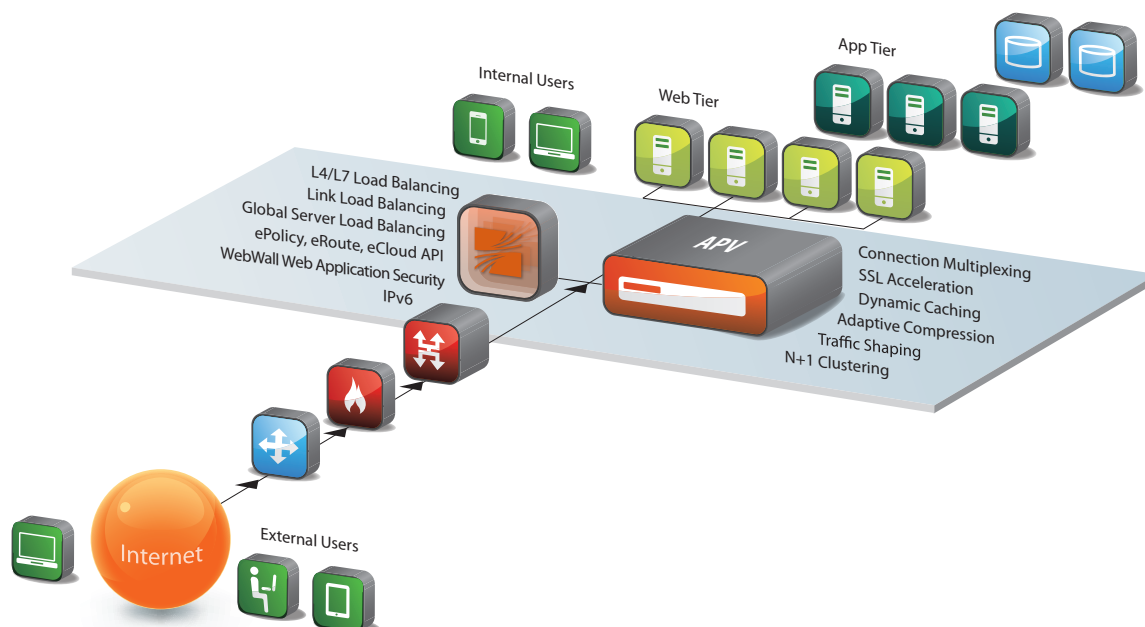 App Tier
Internal Users
Web Tier
L4/L7 Load Balancing
Link Load Balancing
Global Server Load Balancing
ePolicy, eRoute, eCloud API
WebWall Web Application Security
IPv6
APV
Connection Multiplexing
SSL Acceleration
Dynamic Caching
Adaptive Compression
Traffic Shaping
N+1 Clustering
External Users
Internet